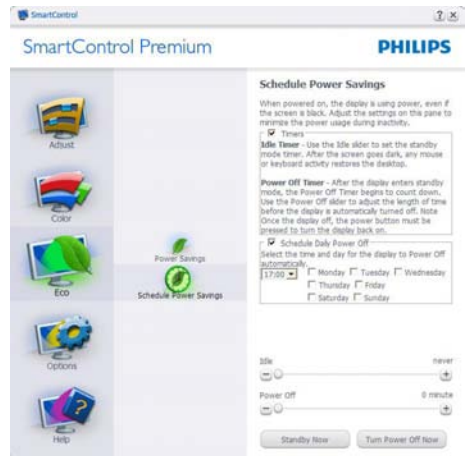 SmartControl
SmartControl Premium
PHILIPS
Adjust
Color
Eco
Options
Help
Power Savings
Schedule Power Savings
Schedule Power Savings
When powered on, the display is using power, even if
the screen is black. Adjust the settings on this pane to
minimize the power usage during inactivity.
Timers
Idle Timer - Use the Idle slider to set the standby
mode timer. After the screen goes dark, any mouse
or keyboard activity restores the desktop.
Power Off Timer - After the display enters standby
mode, the Power Off Timer begins to count down.
Use the Power Off slider to adjust the length of time
before the display is automatically turned off. Note
Once the display off, the power button must be
pressed to turn the display back on.
Schedule Daily Power Off
Select the time and day for the display to Power Off
automatically.
17:00 Monday Tuesday Wednesday
Thursday Friday
Saturday Sunday
Idle never
Power Off 0 minute
Standby Now Turn Power Off Now